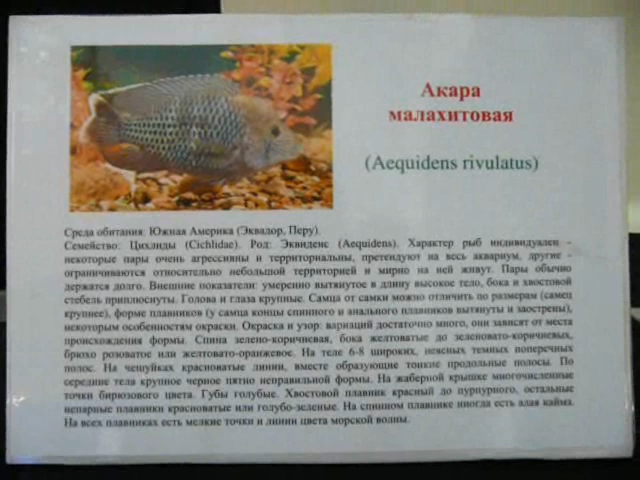 Акара
малахитовая
(Aequidens rivulatus)
Среда обитания: Южная Америка (Эквадор, Перу).
Семейство: Цихлиды (Cichlidae). Род: Эквиденс (Aequidens). Характер рыб индивидуален -
некоторые пары очень агрессивны и территориальны, претендуют на весь аквариум, другие -
ограничиваются относительно небольшой территорией и мирно на ней живут. Пары обычно
держатся долго. Внешние показатели: умеренно вытянутое в длину высокое тело, бока и хвостовой
стебель приплюснуты. Голова и глаза крупные. Самца от самки можно отличить по размерам (самец
крупнее), форме плавников (у самца концы спинного и анального плавников вытянуты и заострены),
некоторым особенностям окраски. Окраска и узор: вариаций достаточно много, они зависят от места
происхождения формы. Спина зелено-коричневая, бока желтоватые до зеленовато-коричневых,
брюхо розоватое или желтовато-оранжевое. На теле 6-8 широких, неясных темных поперечных
полос. На чешуйках красноватые линии, вместе образующие тонкие продольные полосы. По
середине тела крупное черное пятно неправильной формы. На жаберной крышке многочисленные
точки бирюзового цвета. Губы голубые. Хвостовой плавник красный до пурпурного, остальные
непарные плавники красноватые или голубо-зеленые. На спинном плавнике иногда есть алая кайма.
На всех плавниках есть мелкие точки и линии цвета морской волны.